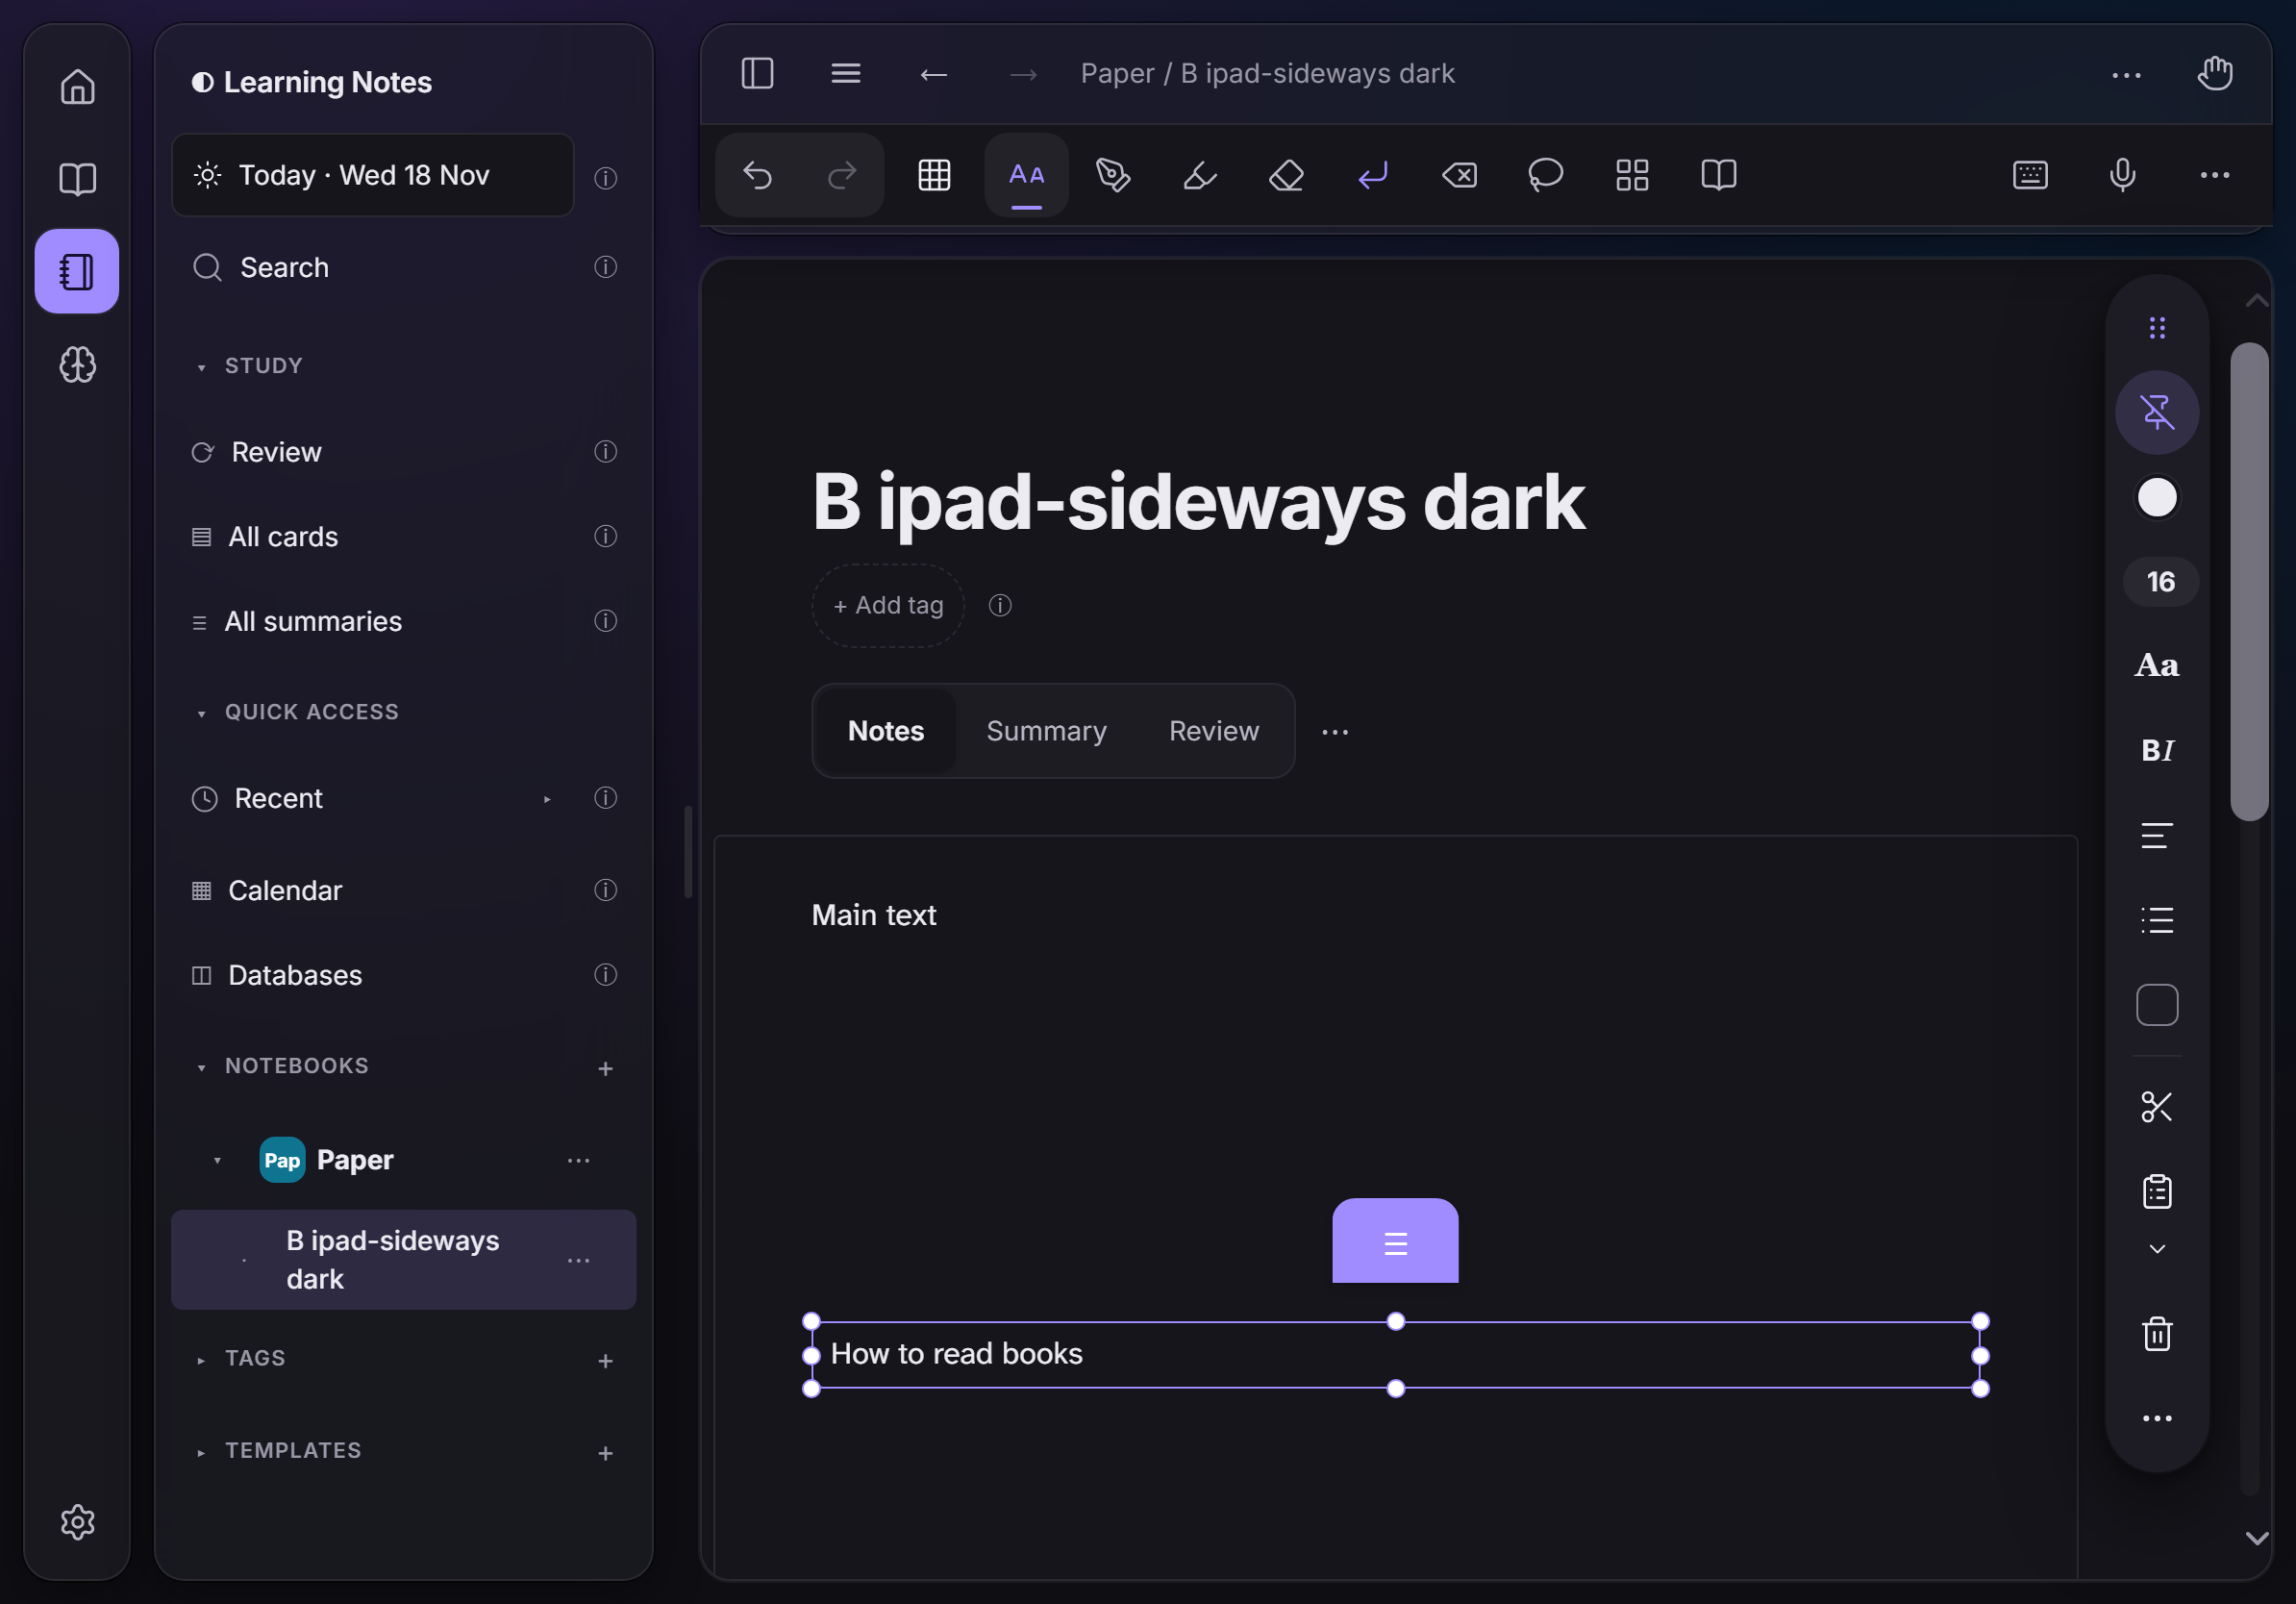 Learning Notes
Today · Wed 18 Nov
Search
STUDY
Review
All cards
All summaries
QUICK ACCESS
Recent
Calendar
Databases
NOTEBOOKS
Pap Paper
B ipad-sideways
dark
TAGS
TEMPLATES
Paper / B ipad-sideways dark
AA
B ipad-sideways dark
+ Add tag
Notes Summary Review
Main text
How to read books
16
Aa
BI